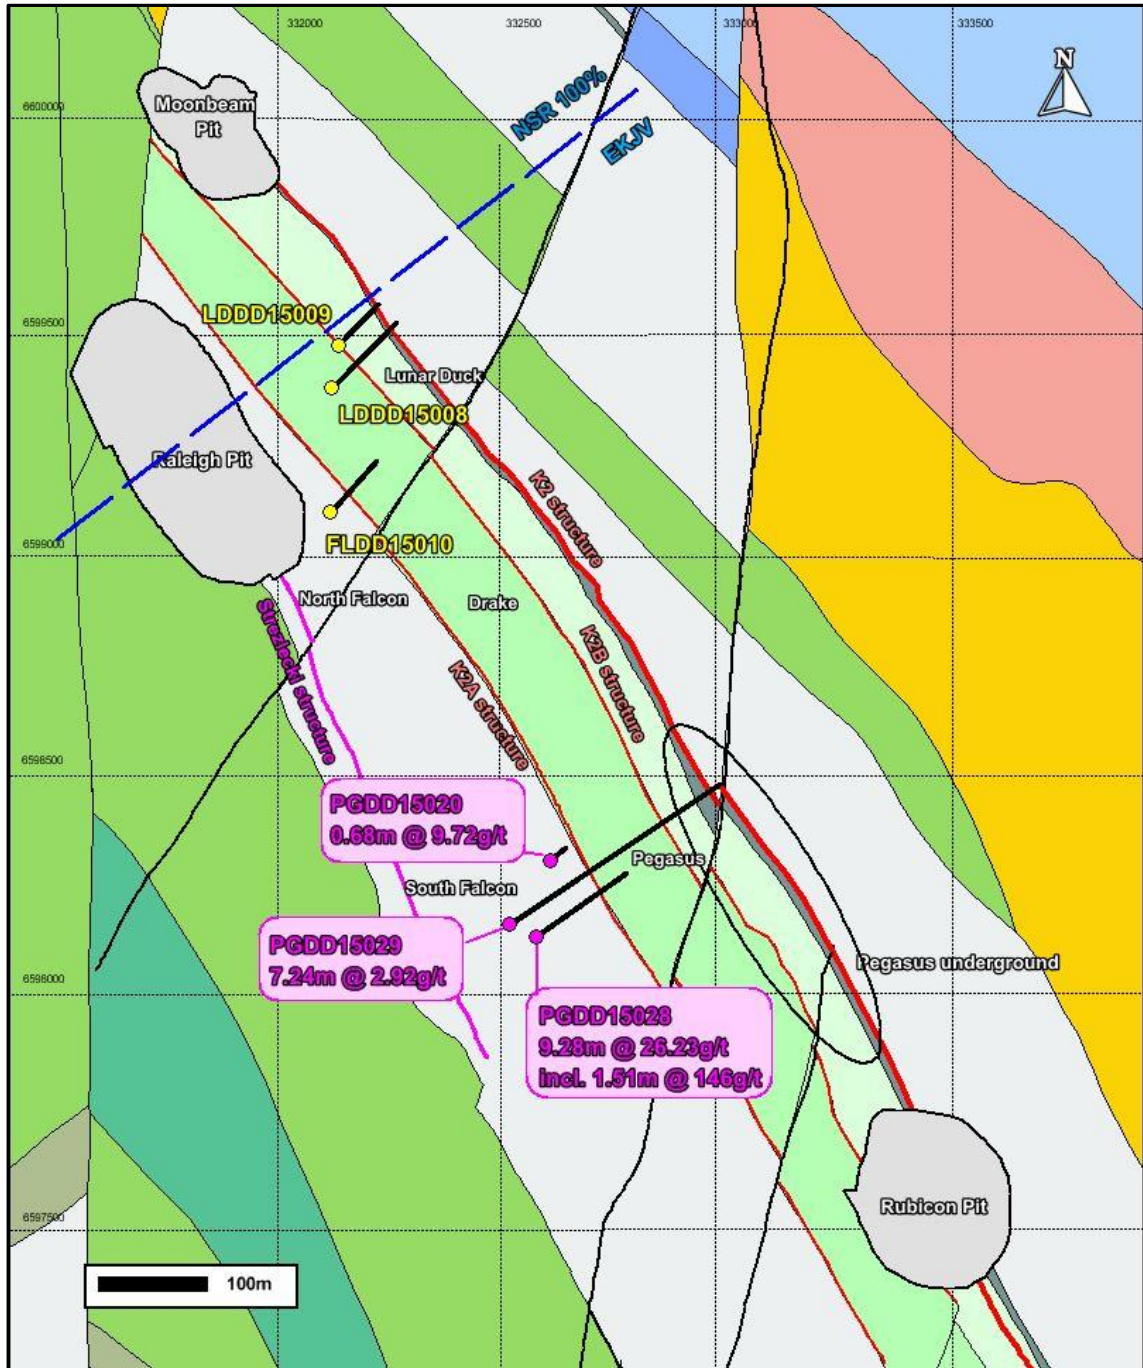 332000
332500
333000
333500
N
6600000
Moonbeam
Pit
NSR 100%
EKJV
LDDD15009
6599500
Lunar Duck
LDDD15008
Raleigh Pit
K2 structure
FLDD15010
6599000
North Falcon
Drake
Strezlecki structure
K2B structure
K2A structure
6598500
PGDD15020
0.68m @ 9.72g/t
Pegasus
South Falcon
PGDD15029
7.24m @ 2.92g/t
Pegasus underground
6598000
PGDD15028
9.28m @ 26.23g/t
incl. 1.51m @ 146g/t
Rubicon Pit
6597500
100m